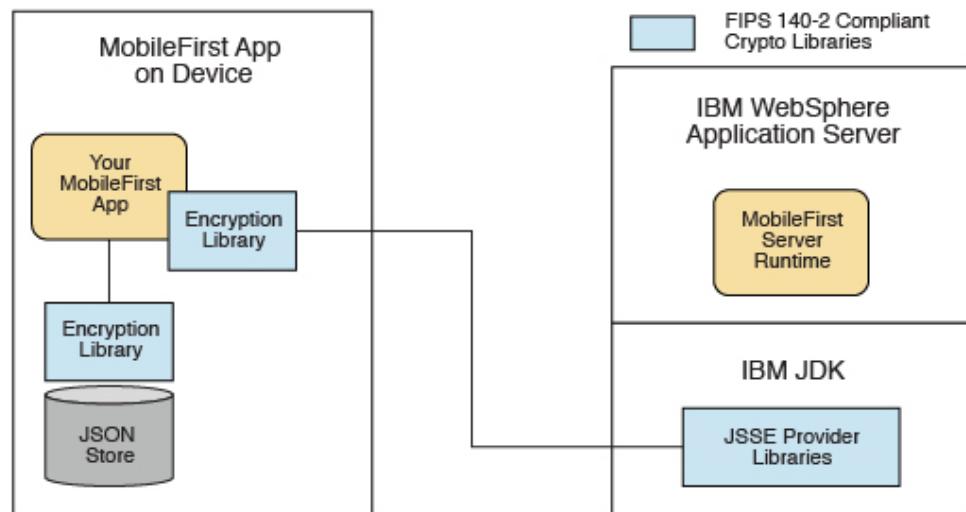 MobileFirst App
on Device
Your
MobileFirst
App
Encryption
Library
Encryption
Library
JSON
Store
FIPS 140-2 Compliant
Crypto Libraries
IBM WebSphere
Application Server
MobileFirst
Server
Runtime
IBM JDK
JSSE Provider
Libraries